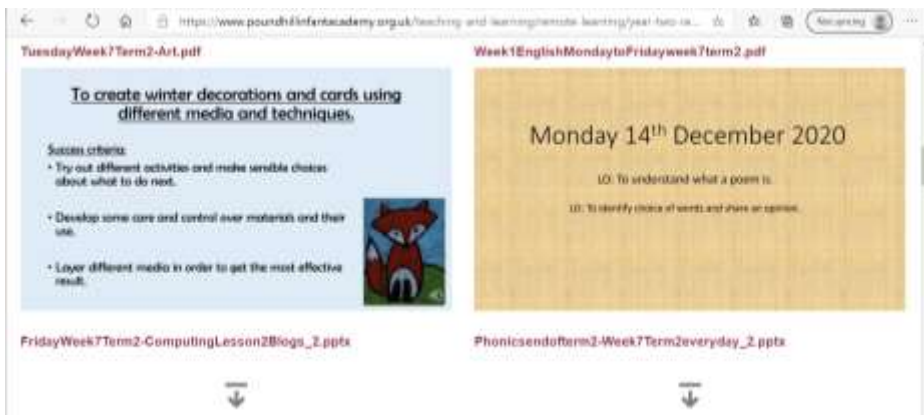 https://www.poundhillinfantacademy.org.uk/teaching-and-learning/remote-learning/year-two-re...
TuesdayWeek7Term2-Art.pdf
Week1EnglishMondaytoFridayweek7term2.pdf
To create winter decorations and cards using
different media and techniques.
Success criteria:
• Try out different activities and make sensible choices
about what to do next.
• Develop some care and control over materials and their
use.
• Layer different media in order to get the most effective
result.
Monday 14th December 2020
LO: To understand what a poem is.
LO: To identify choice of words and share an opinion.
FridayWeek7Term2-ComputingLesson2Blogs_2.pptx
Phonicsendofterm2-Week7Term2everyday_2.pptx